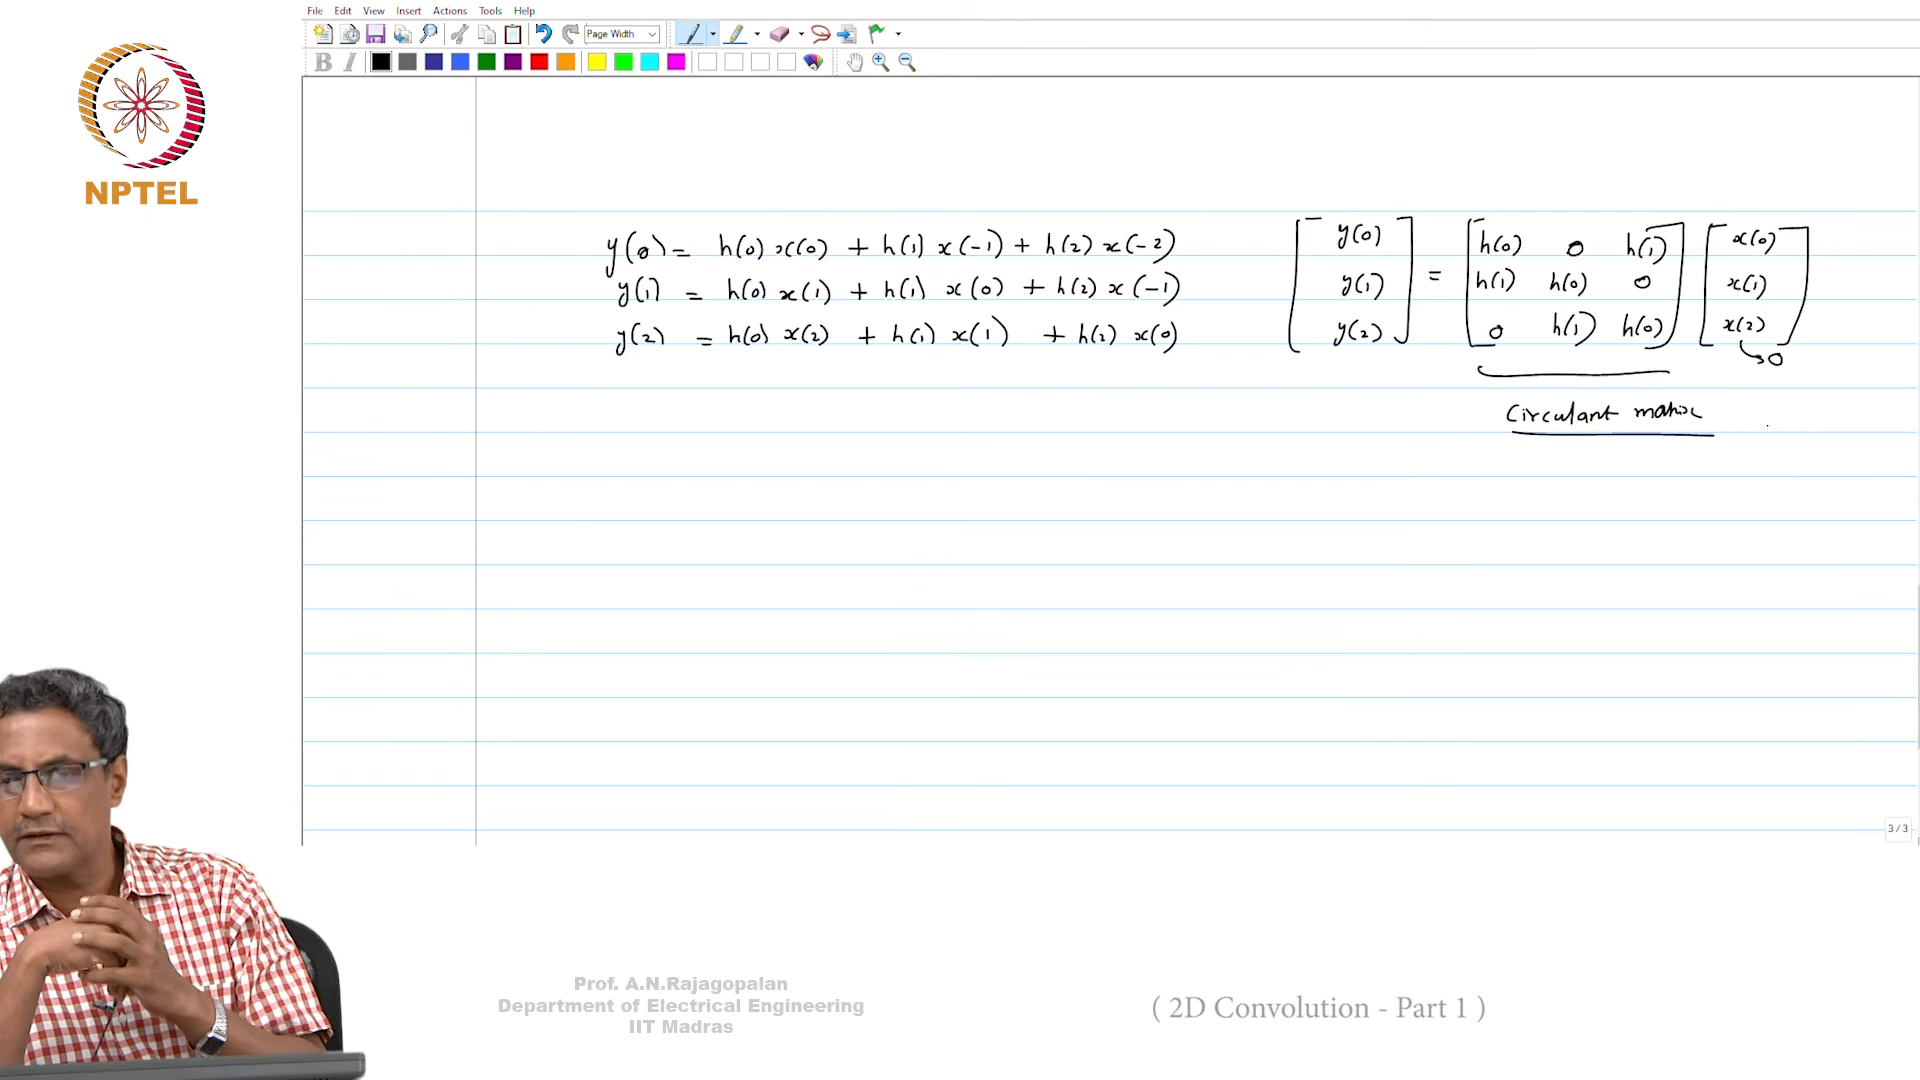 File Edit View Insert Actions Tools Help
Page Width
B I
NPTEL
y(0) = h(0) x(0) + h(1) x(-1) + h(2) x(-2)
y(1) = h(0) x(1) + h(1) x(0) + h(2) x(-1)
y(2) = h(0) x(2) + h(1) x(1) + h(2) x(0)
y(0) h(0) 0 h(1) x(0)
y(1) = h(1) h(0) 0 x(1)
y(2) 0 h(1) h(0) x(2)
0
Circulant matrix
3/3
Prof. A.N.Rajagopalan
Department of Electrical Engineering
IIT Madras
( 2D Convolution - Part 1 )